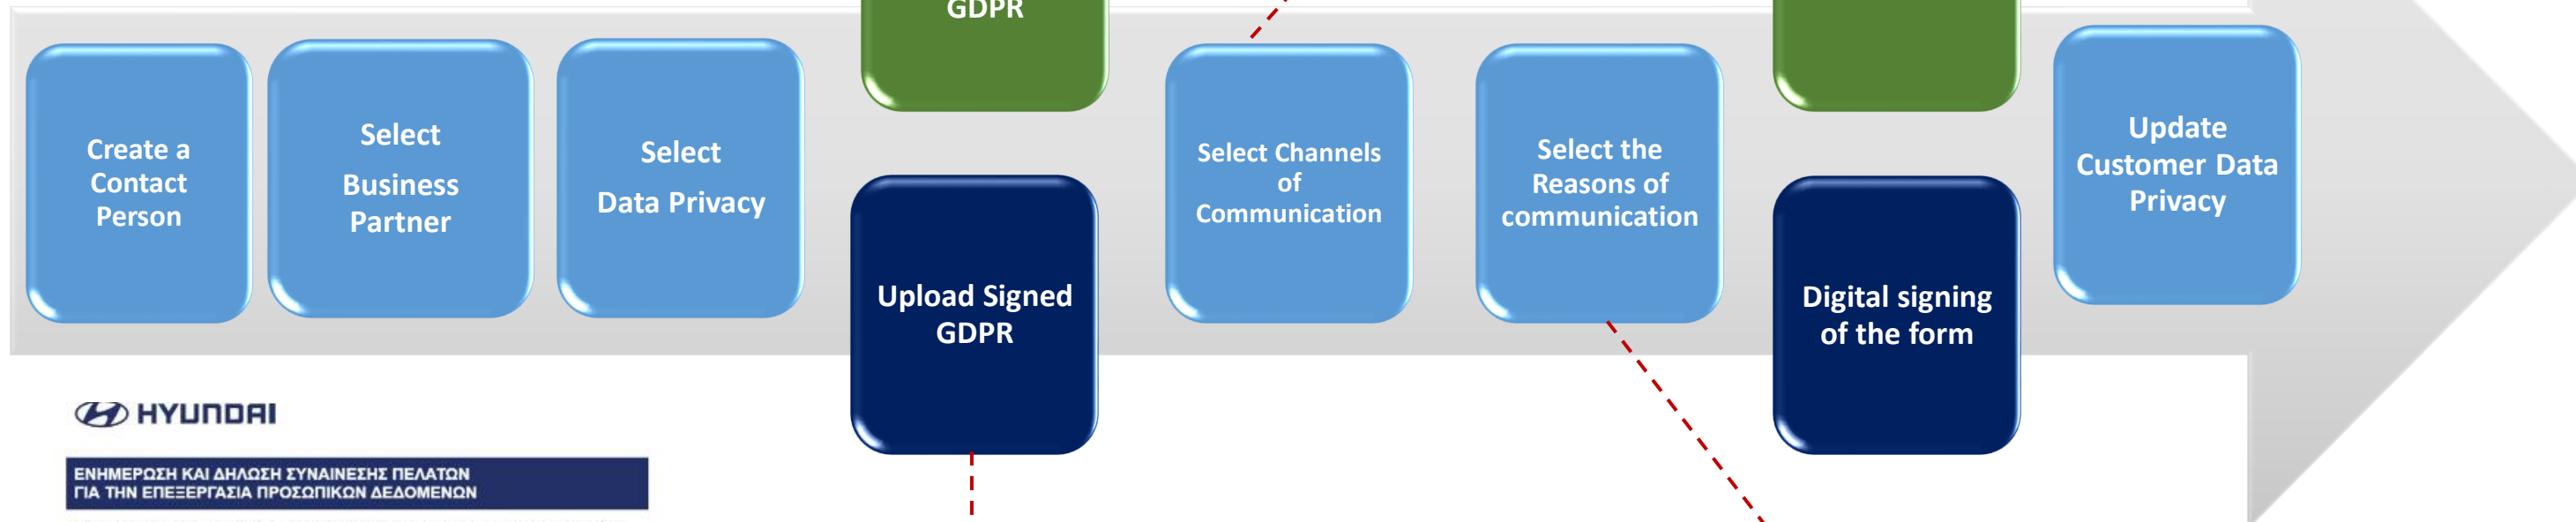 GDPR
Create a
Contact
Person
Select
Business
Partner
Select
Data Privacy
Upload Signed
GDPR
Select Channels
of
Communication
Select the
Reasons of
communication
Digital signing
of the form
Update
Customer Data
Privacy
HYUNDAI
ΕΝΗΜΕΡΩΣΗ ΚΑΙ ΔΗΛΩΣΗ ΣΥΝΑΙΝΕΣΗΣ ΠΕΛΑΤΩΝ
ΓΙΑ ΤΗΝ ΕΠΕΞΕΡΓΑΣΙΑ ΠΡΟΣΩΠΙΚΩΝ ΔΕΔΟΜΕΝΩΝ